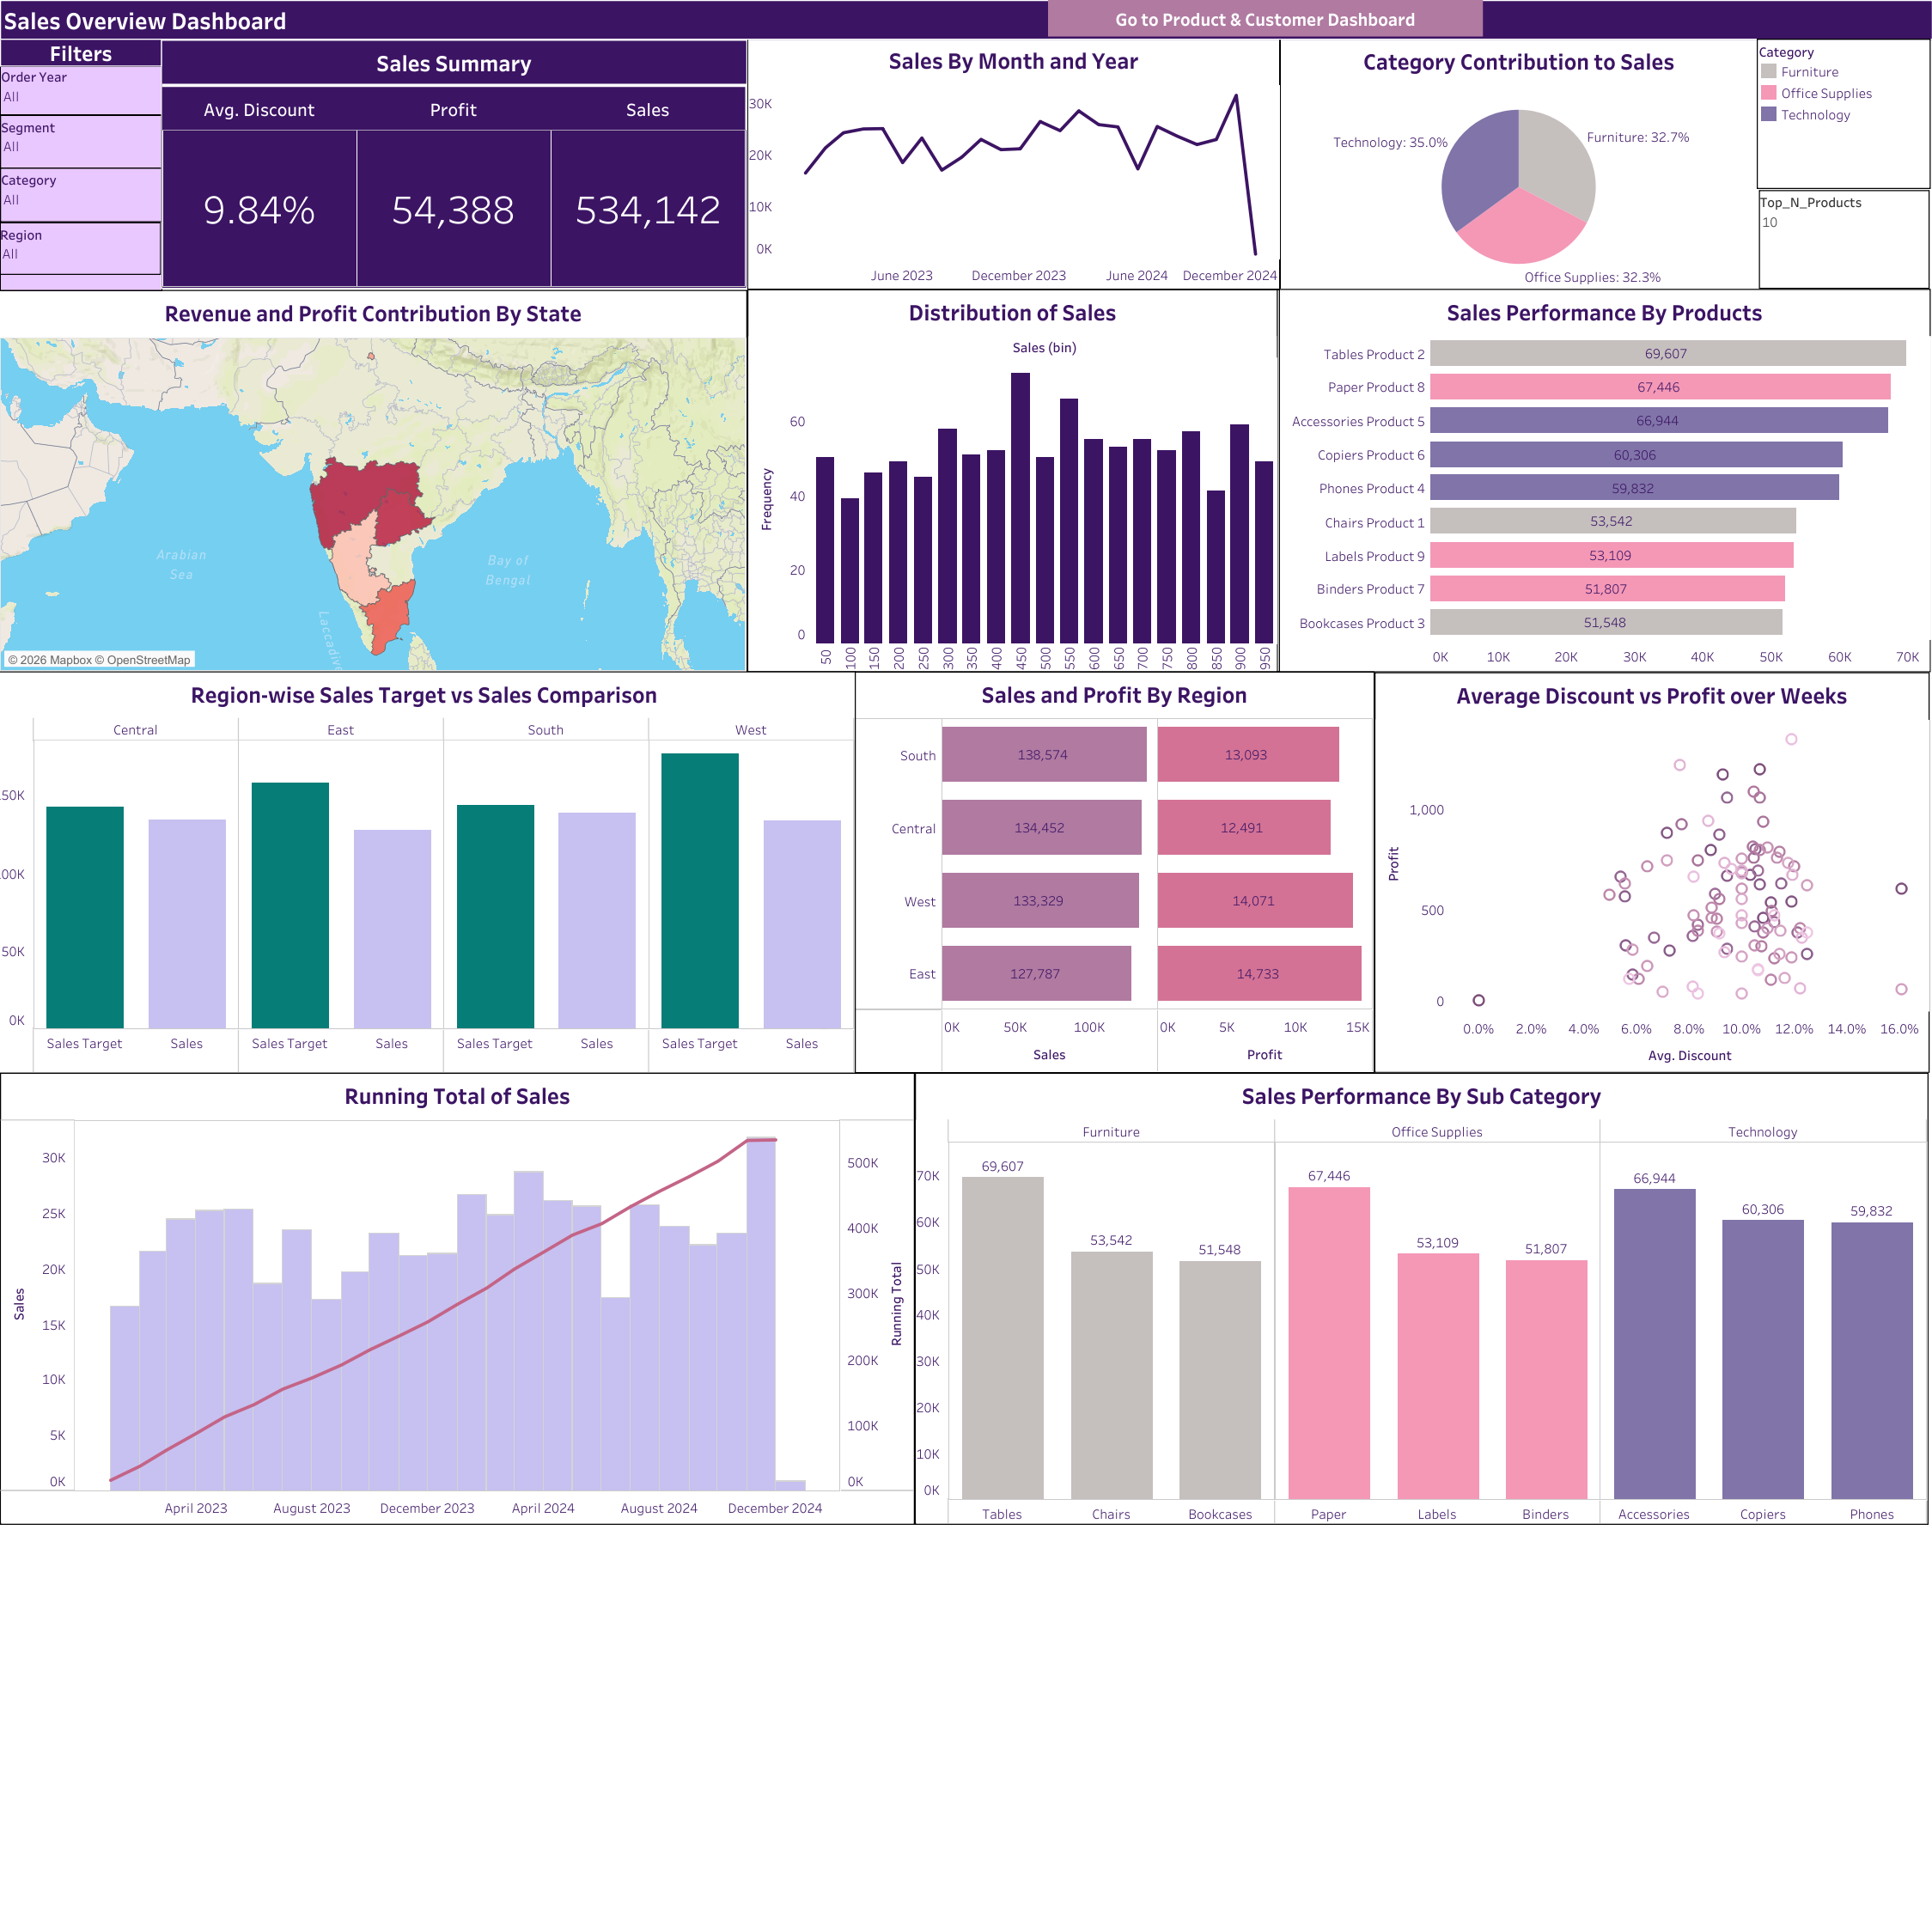 Sales Overview Dashboard
Go to Product & Customer Dashboard
Filters
Order Year
All
Segment
All
Category
All
Region
All
Sales Summary
Avg. Discount Profit Sales
9.84% 54,388 534,142
Sales By Month and Year
30K
20K
10K
0K
June 2023 December 2023 June 2024 December 2024
Category Contribution to Sales
Technology: 35.0%
Furniture: 32.7%
Office Supplies: 32.3%
Category
Furniture
Office Supplies
Technology
Top_N_Products
10
Revenue and Profit Contribution By State
Arabian
Sea
Bay of
Bengal
© 2026 Mapbox © OpenStreetMap
Distribution of Sales
Sales (bin)
Frequency
60
40
20
0
50 100 150 200 250 300 350 400 450 500 550 600 650 700 750 800 850 900 950
Sales Performance By Products
Tables Product 2 69,607
Paper Product 8 67,446
Accessories Product 5 66,944
Copiers Product 6 60,306
Phones Product 4 59,832
Chairs Product 1 53,542
Labels Product 9 53,109
Binders Product 7 51,807
Bookcases Product 3 51,548
0K 10K 20K 30K 40K 50K 60K 70K
Region-wise Sales Target vs Sales Comparison
Central East South West
50K
00K
50K
0K
Sales Target Sales Sales Target Sales Sales Target Sales Sales Target Sales
Sales and Profit By Region
South 138,574 13,093
Central 134,452 12,491
West 133,329 14,071
East 127,787 14,733
0K 50K 100K 0K 5K 10K 15K
Sales Profit
Average Discount vs Profit over Weeks
Profit
1,000
500
0
0.0% 2.0% 4.0% 6.0% 8.0% 10.0% 12.0% 14.0% 16.0%
Avg. Discount
Running Total of Sales
Sales
30K
25K
20K
15K
10K
5K
0K
Running Total
500K
400K
300K
200K
100K
0K
April 2023 August 2023 December 2023 April 2024 August 2024 December 2024
Sales Performance By Sub Category
Furniture Office Supplies Technology
70K
60K
50K
40K
30K
20K
10K
0K
69,607 53,542 51,548 67,446 53,109 51,807 66,944 60,306 59,832
Tables Chairs Bookcases Paper Labels Binders Accessories Copiers Phones